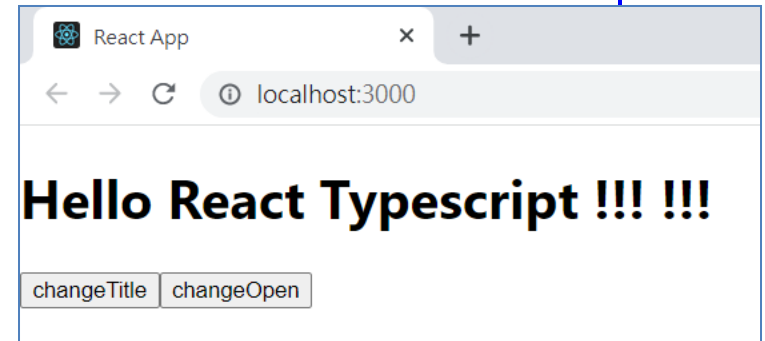 React App
localhost:3000
Hello React Typescript !!! !!!
changeTitle changeOpen